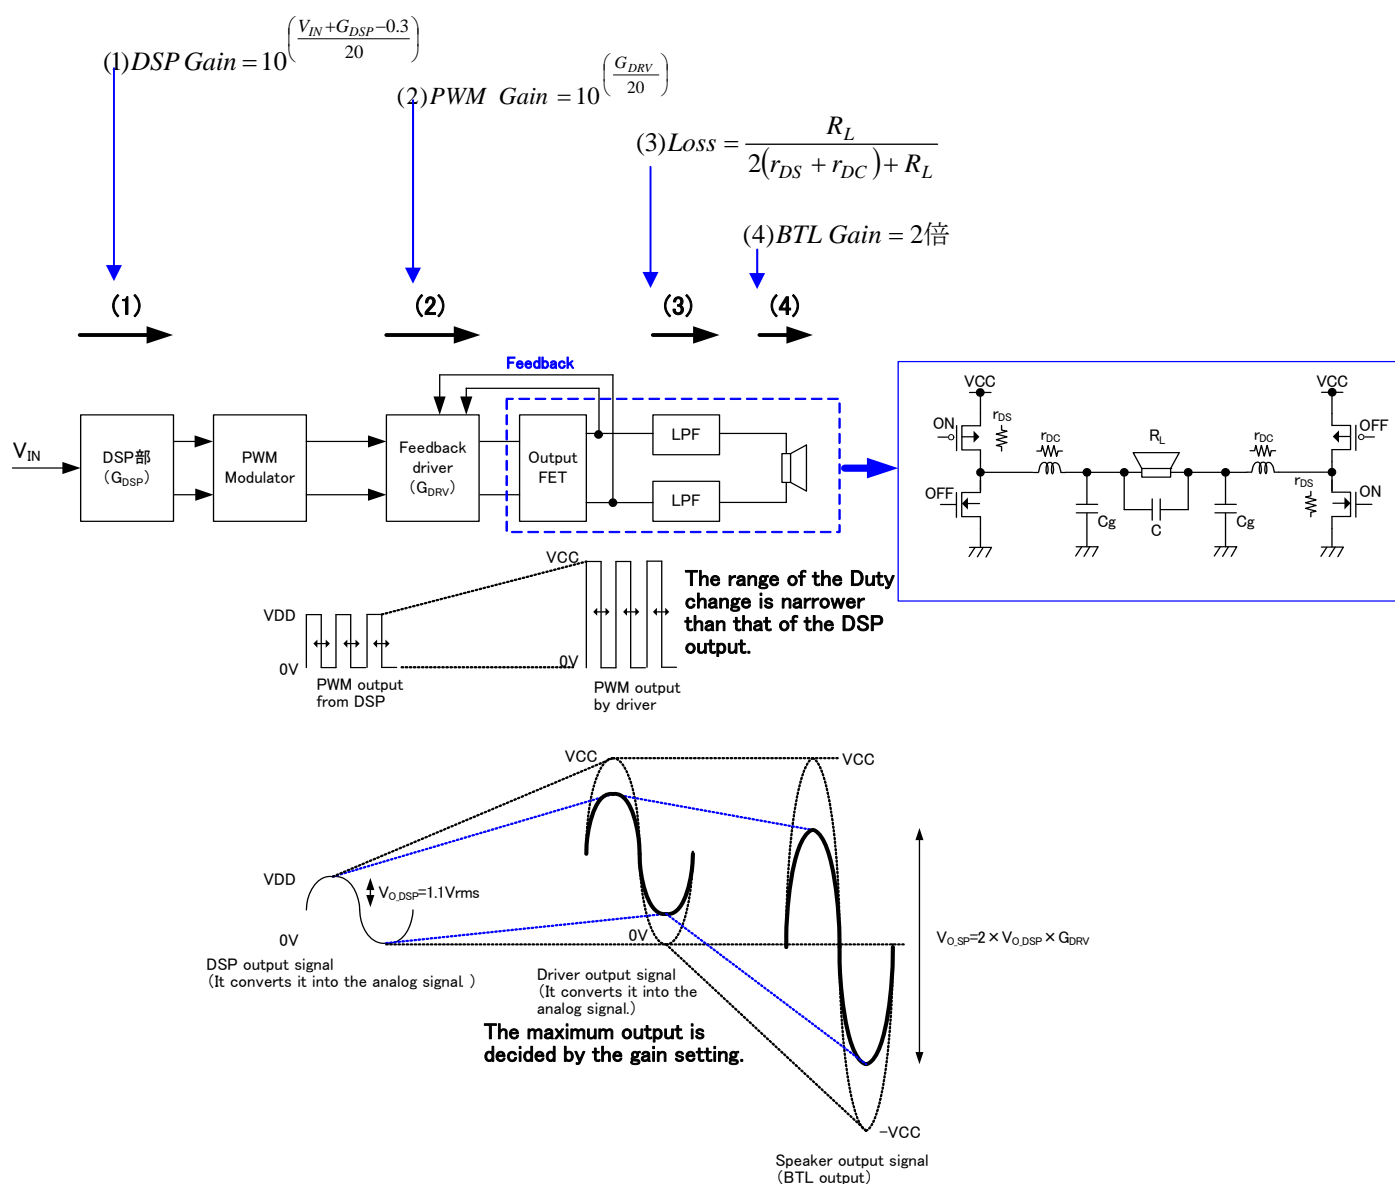 (1)DSP Gain = 10^((V_IN+G_DSP−0.3)/20)
(2)PWM Gain = 10^(G_DRV/20)
(3)Loss = R_L/(2(r_DS + r_DC)+ R_L)
(4)BTL Gain = 2倍
(1)
(2)
(3)
(4)
Feedback
V_IN
DSP部
(G_DSP)
PWM
Modulator
Feedback
driver
(G_DRV)
Output
FET
LPF
LPF
VCC
VCC
ON
r_DS
OFF
r_DC
R_L
r_DC
OFF
r_DS
ON
Cg
C
Cg
VCC
VDD
0V
0V
The range of the Duty
change is narrower
than that of the DSP
output.
PWM output
from DSP
PWM output
by driver
VCC
VCC
VDD
V_O_DSP=1.1Vrms
0V
0V
V_O_SP=2×V_O_DSP×G_DRV
DSP output signal
(It converts it into the analog signal. )
Driver output signal
(It converts it into the
analog signal.)
The maximum output is
decided by the gain setting.
−VCC
Speaker output signal
(BTL output)